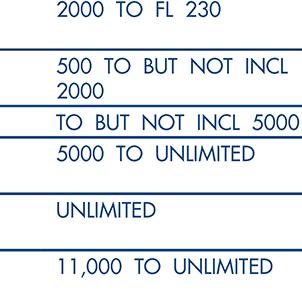 2000 TO FL 230
500 TO BUT NOT INCL
2000
TO BUT NOT INCL 5000
5000 TO UNLIMITED
UNLIMITED
11,000 TO UNLIMITED